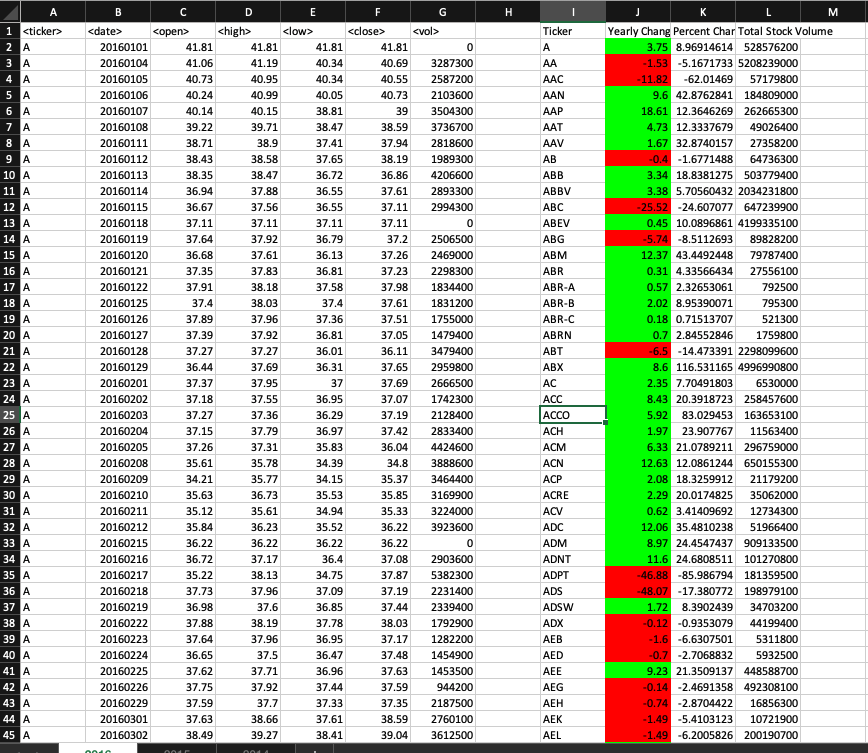 A B C D E F G H I J K L M
1 <ticker> <date> <open> <high> <low> <close> <vol> Ticker Yearly Chang Percent Char Total Stock Volume
2 A 20160101 41.81 41.81 41.81 41.81 0 A 3.75 8.96914614 528576200
3 A 20160104 41.06 41.19 40.34 40.69 3287300 AA -1.53 -5.1671733 5208239000
4 A 20160105 40.73 40.95 40.34 40.55 2587200 AAC -11.82 -62.01469 57179800
5 A 20160106 40.24 40.99 40.05 40.73 2103600 AAN 9.6 42.8762841 184809000
6 A 20160107 40.14 40.15 38.81 39 3504300 AAP 18.61 12.3646269 262665300
7 A 20160108 39.22 39.71 38.47 38.59 3736700 AAT 4.73 12.3337679 49026400
8 A 20160111 38.71 38.9 37.41 37.94 2818600 AAV 1.67 32.8740157 27358200
9 A 20160112 38.43 38.58 37.65 38.19 1989300 AB -0.4 -1.6771488 64736300
10 A 20160113 38.35 38.47 36.72 36.86 4206600 ABB 3.34 18.8381275 503779400
11 A 20160114 36.94 37.88 36.55 37.61 2893300 ABBV 3.38 5.70560432 2034231800
12 A 20160115 36.67 37.56 36.55 37.11 2994300 ABC -25.52 -24.607077 647239900
13 A 20160118 37.11 37.11 37.11 37.11 0 ABEV 0.45 10.0896861 4199335100
14 A 20160119 37.64 37.92 36.79 37.2 2506500 ABG -5.74 -8.5112693 89828200
15 A 20160120 36.68 37.61 36.13 37.26 2469000 ABM 12.37 43.4492448 79787400
16 A 20160121 37.35 37.83 36.81 37.23 2298300 ABR 0.31 4.33566434 27556100
17 A 20160122 37.91 38.18 37.58 37.98 1834400 ABR-A 0.57 2.32653061 792500
18 A 20160125 37.4 38.03 37.4 37.61 1831200 ABR-B 2.02 8.95390071 795300
19 A 20160126 37.89 37.96 37.36 37.51 1755000 ABR-C 0.18 0.71513707 521300
20 A 20160127 37.39 37.92 36.81 37.05 1479400 ABRN 0.7 2.84552846 1759800
21 A 20160128 37.27 37.27 36.01 36.11 3479400 ABT -6.5 -14.473391 2298099600
22 A 20160129 36.44 37.69 36.31 37.65 2959800 ABX 8.6 116.531165 4996990800
23 A 20160201 37.37 37.95 37 37.69 2666500 AC 2.35 7.70491803 6530000
24 A 20160202 37.18 37.55 36.95 37.07 1742300 ACC 8.43 20.3918723 258457600
25 A 20160203 37.27 37.36 36.29 37.19 2128400 ACCO 5.92 83.029453 163653100
26 A 20160204 37.15 37.79 36.97 37.42 2833400 ACH 1.97 23.907767 11563400
27 A 20160205 37.26 37.31 35.83 36.04 4424600 ACM 6.33 21.0789211 296759000
28 A 20160208 35.61 35.78 34.39 34.8 3888600 ACN 12.63 12.0861244 650155300
29 A 20160209 34.21 35.77 34.15 35.37 3464400 ACP 2.08 18.3259912 21179200
30 A 20160210 35.63 36.73 35.53 35.85 3169900 ACRE 2.29 20.0174825 35062000
31 A 20160211 35.12 35.61 34.94 35.33 3224000 ACV 0.62 3.41409692 12734300
32 A 20160212 35.84 36.23 35.52 36.22 3923600 ADC 12.06 35.4810238 51966400
33 A 20160215 36.22 36.22 36.22 36.22 0 ADM 8.97 24.4547437 909133500
34 A 20160216 36.72 37.17 36.4 37.08 2903600 ADNT 11.6 24.6808511 101270800
35 A 20160217 35.22 38.13 34.75 37.87 5382300 ADPT -46.88 -85.986794 181359500
36 A 20160218 37.73 37.96 37.09 37.19 2231400 ADS -48.07 -17.380772 198979100
37 A 20160219 36.98 37.6 36.85 37.44 2339400 ADSW 1.72 8.3902439 34703200
38 A 20160222 37.88 38.19 37.78 38.03 1792900 ADX -0.12 -0.9353079 44199400
39 A 20160223 37.64 37.96 36.95 37.17 1282200 AEB -1.6 -6.6307501 5311800
40 A 20160224 36.65 37.5 36.47 37.48 1454900 AED -0.7 -2.7068832 5932500
41 A 20160225 37.62 37.71 36.96 37.63 1453500 AEE 9.23 21.3509137 448588700
42 A 20160226 37.75 37.92 37.44 37.59 944200 AEG -0.14 -2.4691358 492308100
43 A 20160229 37.59 37.7 37.33 37.35 2187500 AEH -0.74 -2.8704422 16856300
44 A 20160301 37.63 38.66 37.61 38.59 2760100 AEK -1.49 -5.4103123 10721900
45 A 20160302 38.49 39.27 38.41 39.04 3612500 AEL -1.49 -6.2005826 200190700
2016 2015 2014 +